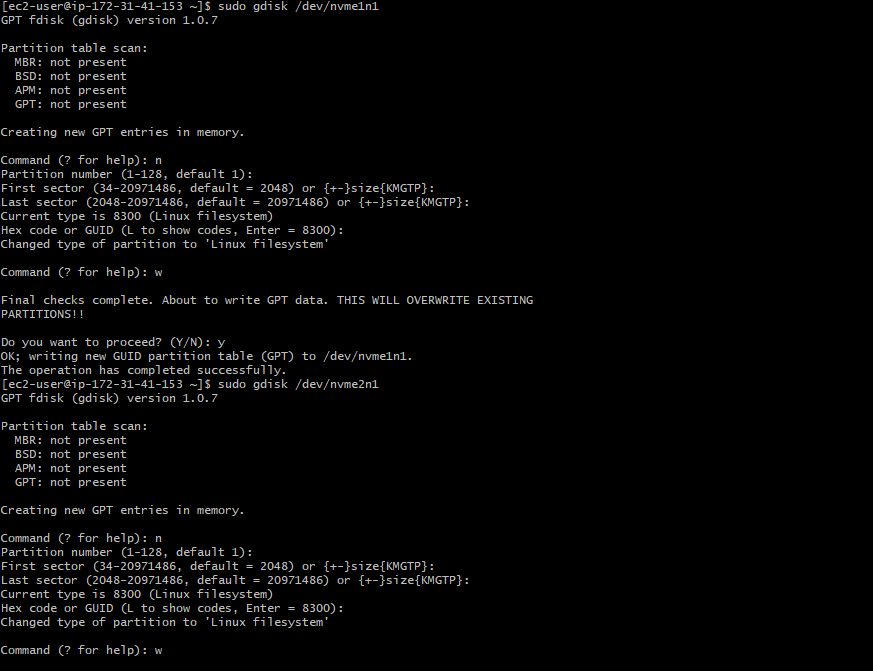 [ec2-user@ip-172-31-41-153 ~]$ sudo gdisk /dev/nvme1n1
GPT fdisk (gdisk) version 1.0.7

Partition table scan:
  MBR: not present
  BSD: not present
  APM: not present
  GPT: not present

Creating new GPT entries in memory.

Command (? for help): n
Partition number (1-128, default 1):
First sector (34-20971486, default = 2048) or {+-}size{KMGTP}:
Last sector (2048-20971486, default = 20971486) or {+-}size{KMGTP}:
Current type is 8300 (Linux filesystem)
Hex code or GUID (L to show codes, Enter = 8300):
Changed type of partition to 'Linux filesystem'

Command (? for help): w

Final checks complete. About to write GPT data. THIS WILL OVERWRITE EXISTING
PARTITIONS!!

Do you want to proceed? (Y/N): y
OK; writing new GUID partition table (GPT) to /dev/nvme1n1.
The operation has completed successfully.
[ec2-user@ip-172-31-41-153 ~]$ sudo gdisk /dev/nvme2n1
GPT fdisk (gdisk) version 1.0.7

Partition table scan:
  MBR: not present
  BSD: not present
  APM: not present
  GPT: not present

Creating new GPT entries in memory.

Command (? for help): n
Partition number (1-128, default 1):
First sector (34-20971486, default = 2048) or {+-}size{KMGTP}:
Last sector (2048-20971486, default = 20971486) or {+-}size{KMGTP}:
Current type is 8300 (Linux filesystem)
Hex code or GUID (L to show codes, Enter = 8300):
Changed type of partition to 'Linux filesystem'

Command (? for help): w